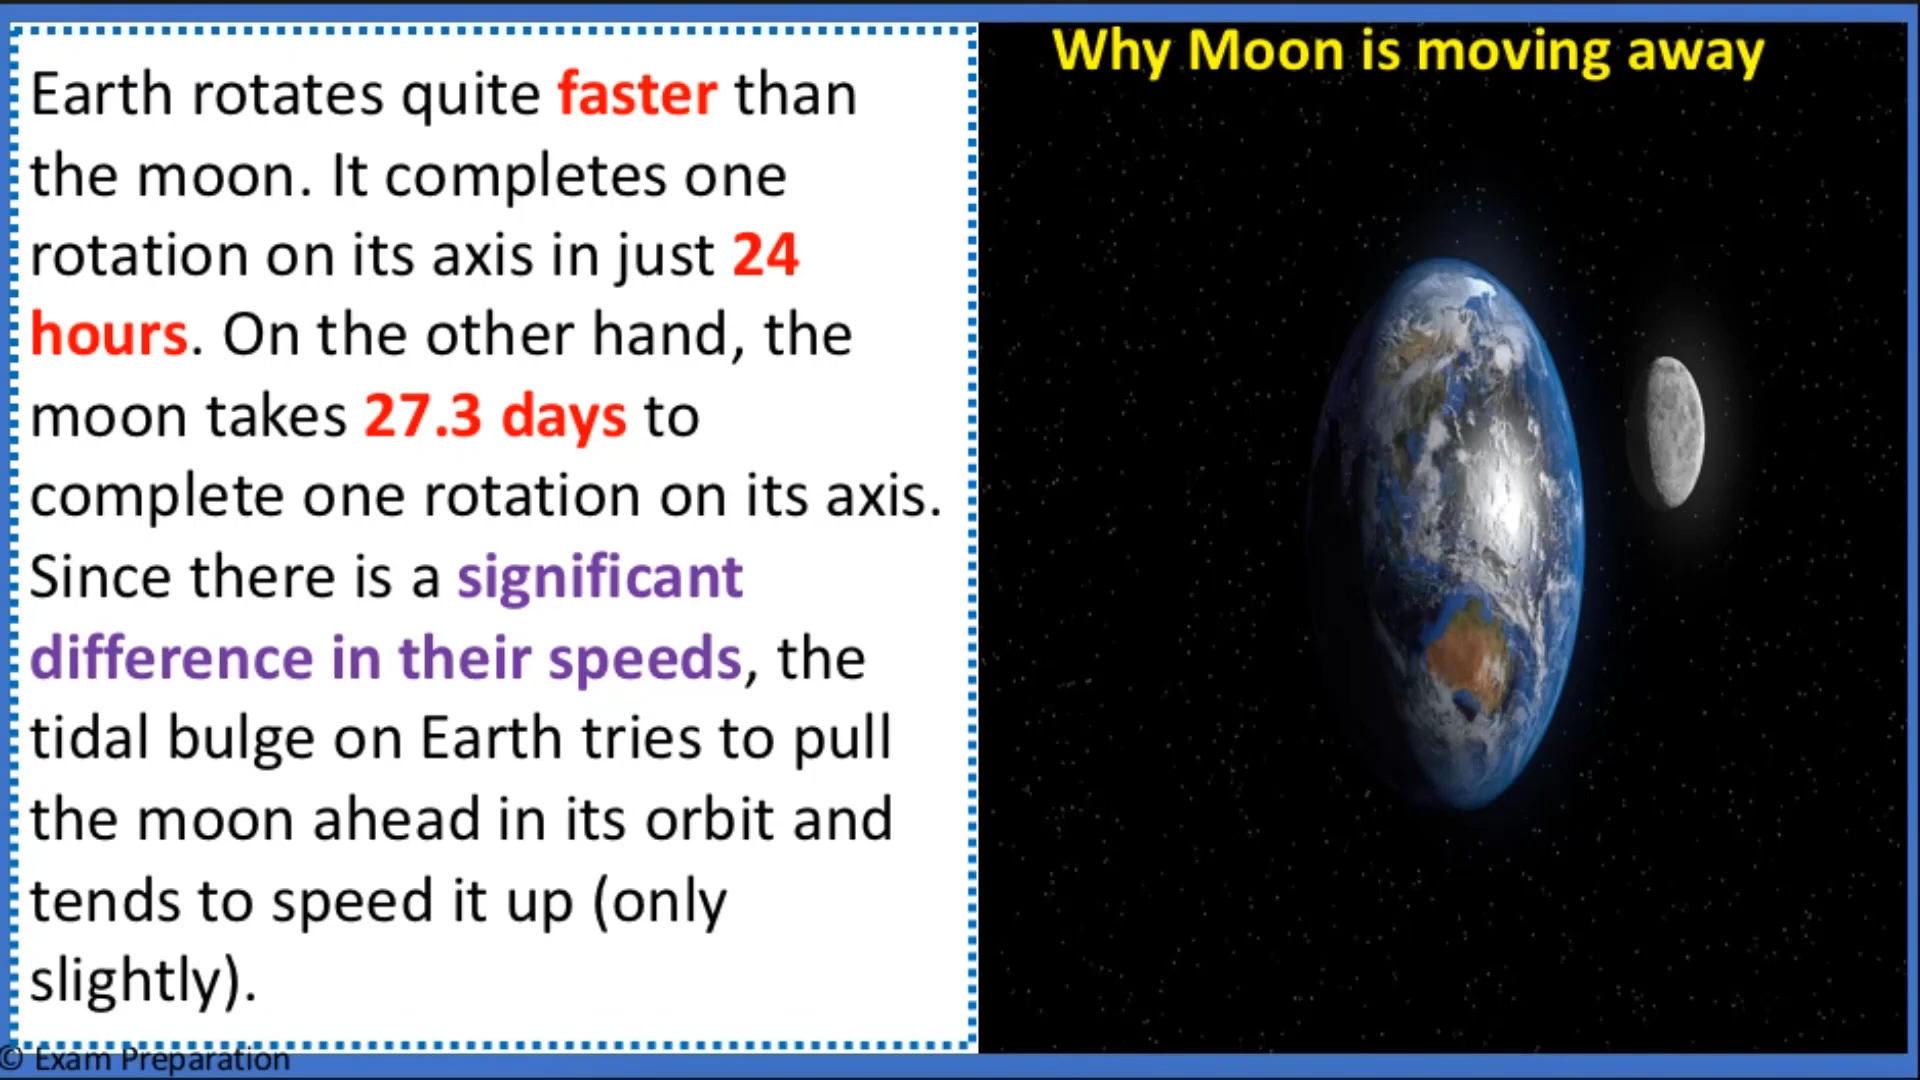 Why Moon is moving away
Earth rotates quite faster than
the moon. It completes one
rotation on its axis in just 24
hours. On the other hand, the
moon takes 27.3 days to
complete one rotation on its axis.
Since there is a significant
difference in their speeds, the
tidal bulge on Earth tries to pull
the moon ahead in its orbit and
tends to speed it up (only
slightly).
© Exam Preparation